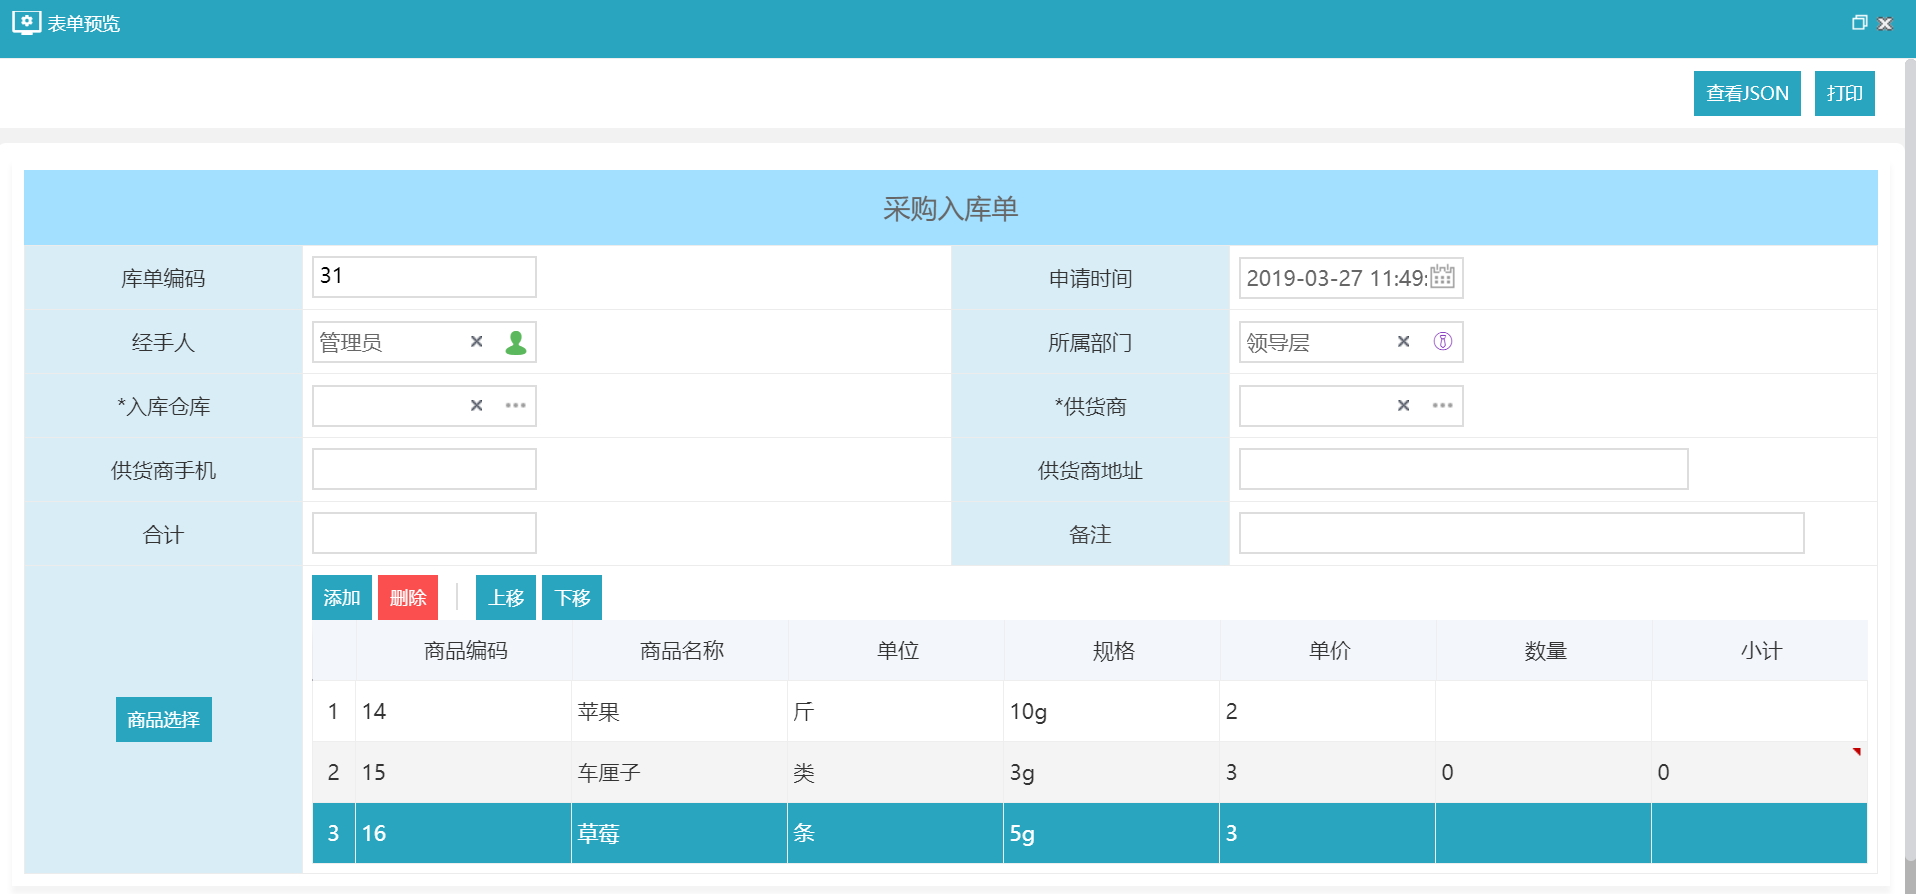 表单预览
查看JSON 打印
采购入库单
库单编码 31 申请时间 2019-03-27 11:49:
经手人 管理员 所属部门 领导层
*入库仓库 *供货商
供货商手机 供货商地址
合计 备注
添加 删除 上移 下移
商品选择
商品编码 商品名称 单位 规格 单价 数量 小计
1 14 苹果 斤 10g 2
2 15 车厘子 类 3g 3 0 0
3 16 草莓 条 5g 3